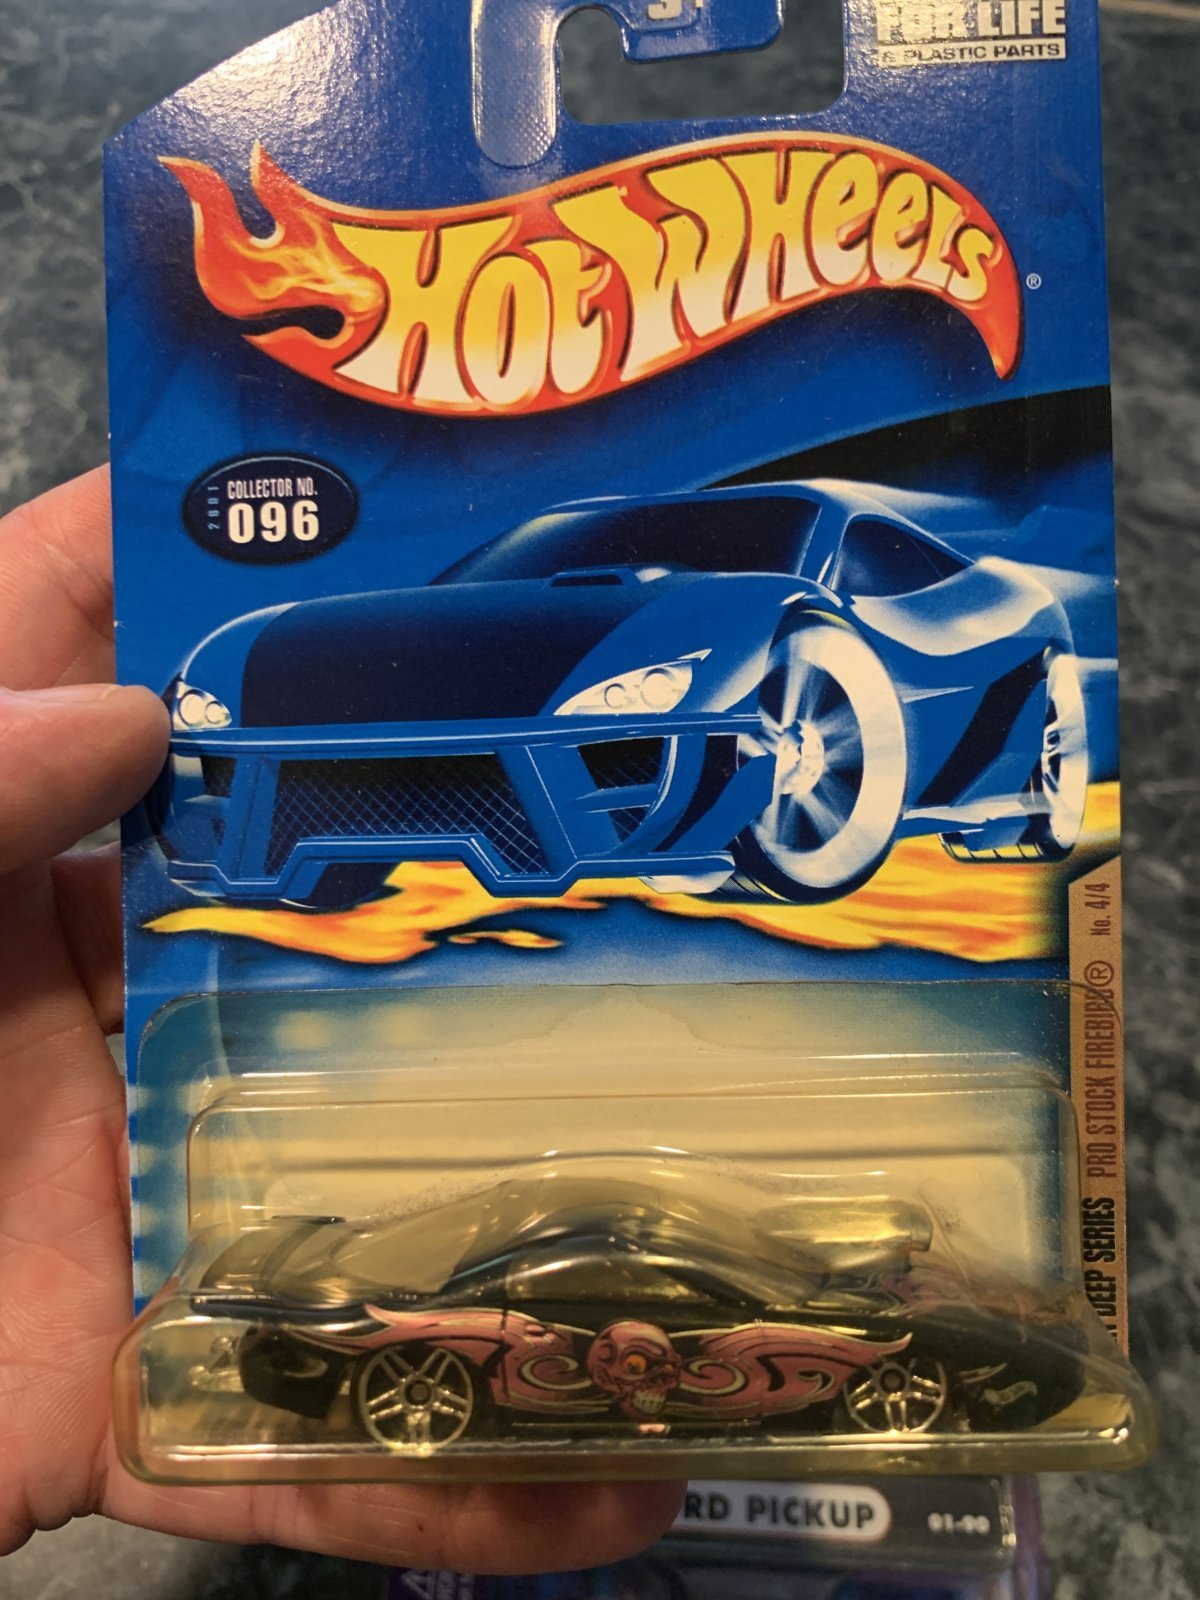 FOR LIFE
& PLASTIC PARTS
HOT WHEELS®
2001
COLLECTOR NO.
096
No. 4/4
PRO STOCK FIREBIRD®
DEEP SERIES
RD PICKUP
01-90